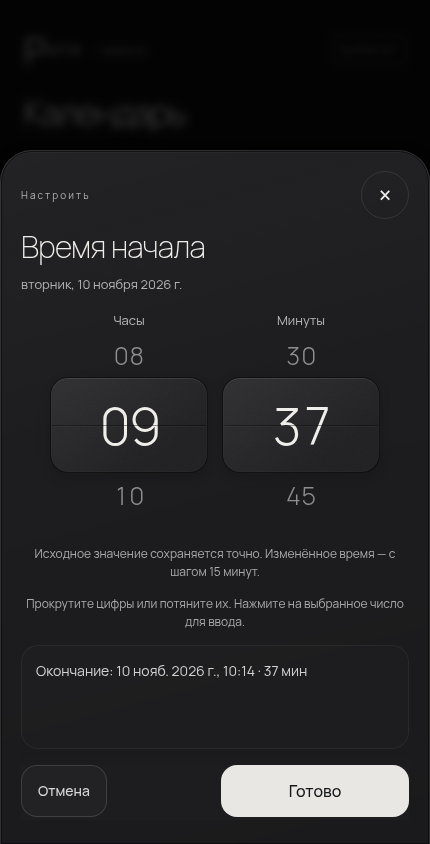 Календарь
Настроить
×
Время начала
вторник, 10 ноября 2026 г.
Часы Минуты
08 30
09 37
10 45
Исходное значение сохраняется точно. Изменённое время — с
шагом 15 минут.
Прокрутите цифры или потяните их. Нажмите на выбранное число
для ввода.
Окончание: 10 нояб. 2026 г., 10:14 · 37 мин
Отмена Готово